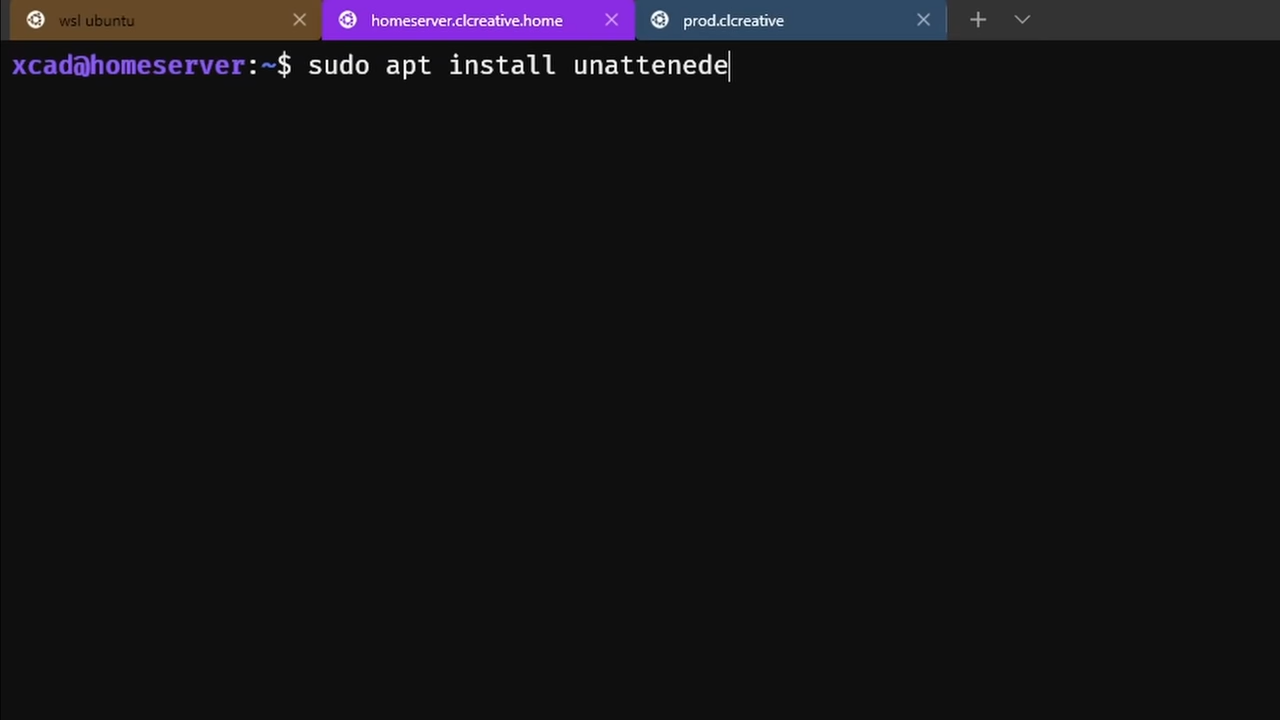 wsl ubuntu
homeserver.clcreative.home
prod.clcreative
xcad@homeserver:~$ sudo apt install unattenede